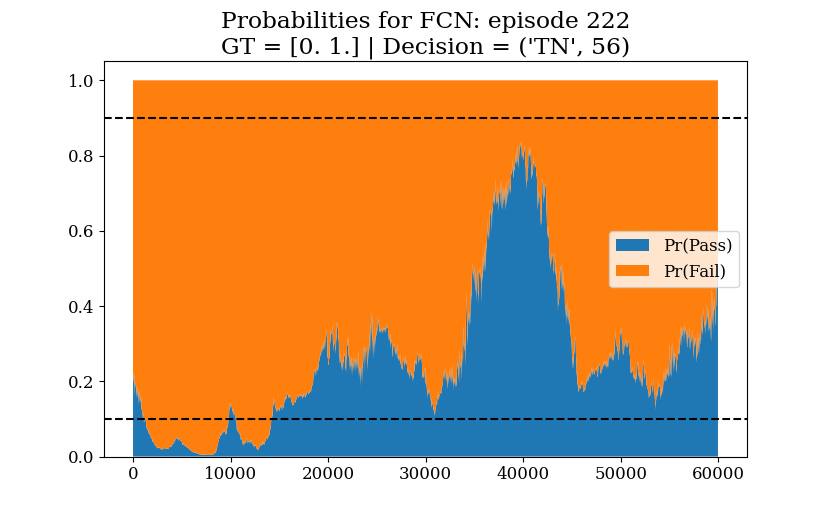 Probabilities for FCN: episode 222
GT = [0. 1.] | Decision = ('TN', 56)
1.0
0.8
0.6
0.4
0.2
0.0
Pr(Pass)
Pr(Fail)
0 10000 20000 30000 40000 50000 60000